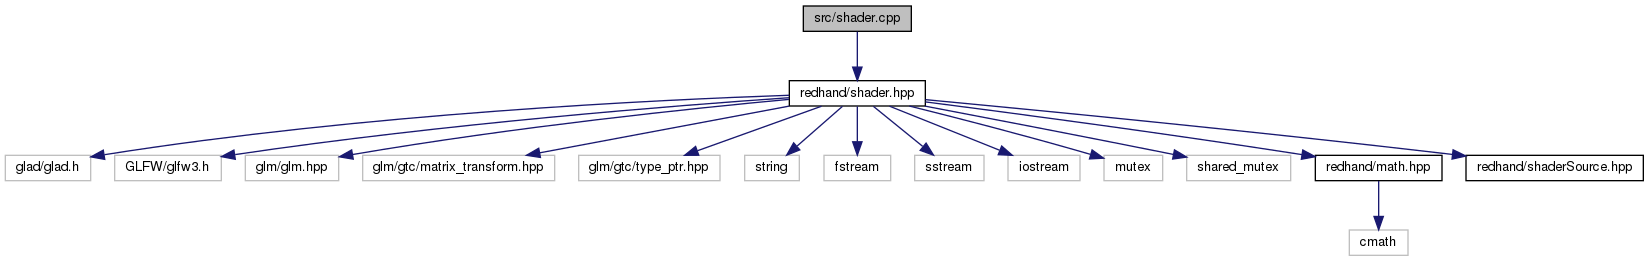 src/shader.cpp
redhand/shader.hpp
glad/glad.h
GLFW/glfw3.h
glm/glm.hpp
glm/gtc/matrix_transform.hpp
glm/gtc/type_ptr.hpp
string
fstream
sstream
iostream
mutex
shared_mutex
redhand/math.hpp
redhand/shaderSource.hpp
cmath